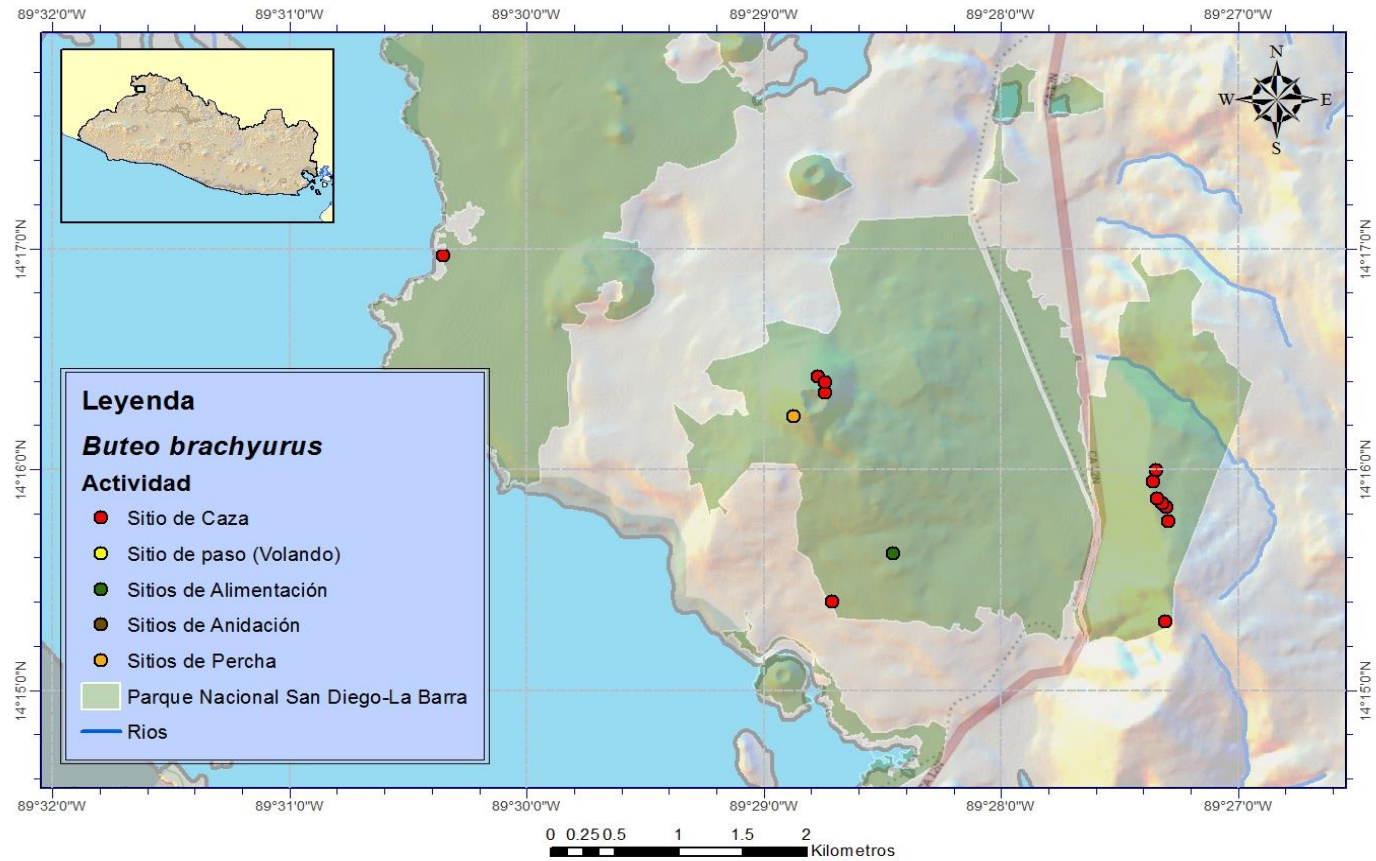 89°32'0"W 89°31'0"W 89°30'0"W 89°29'0"W 89°28'0"W 89°27'0"W
N
W E
S
14°17'0"N 14°17'0"N
14°16'0"N 14°16'0"N
14°15'0"N 14°15'0"N
CA12N
Leyenda
Buteo brachyurus
Actividad
Sitio de Caza
Sitio de paso (Volando)
Sitios de Alimentación
Sitios de Anidación
Sitios de Percha
Parque Nacional San Diego-La Barra
Rios
89°32'0"W 89°31'0"W 89°30'0"W 89°29'0"W 89°28'0"W 89°27'0"W
0 0.25 0.5 1 1.5 2
Kilometros